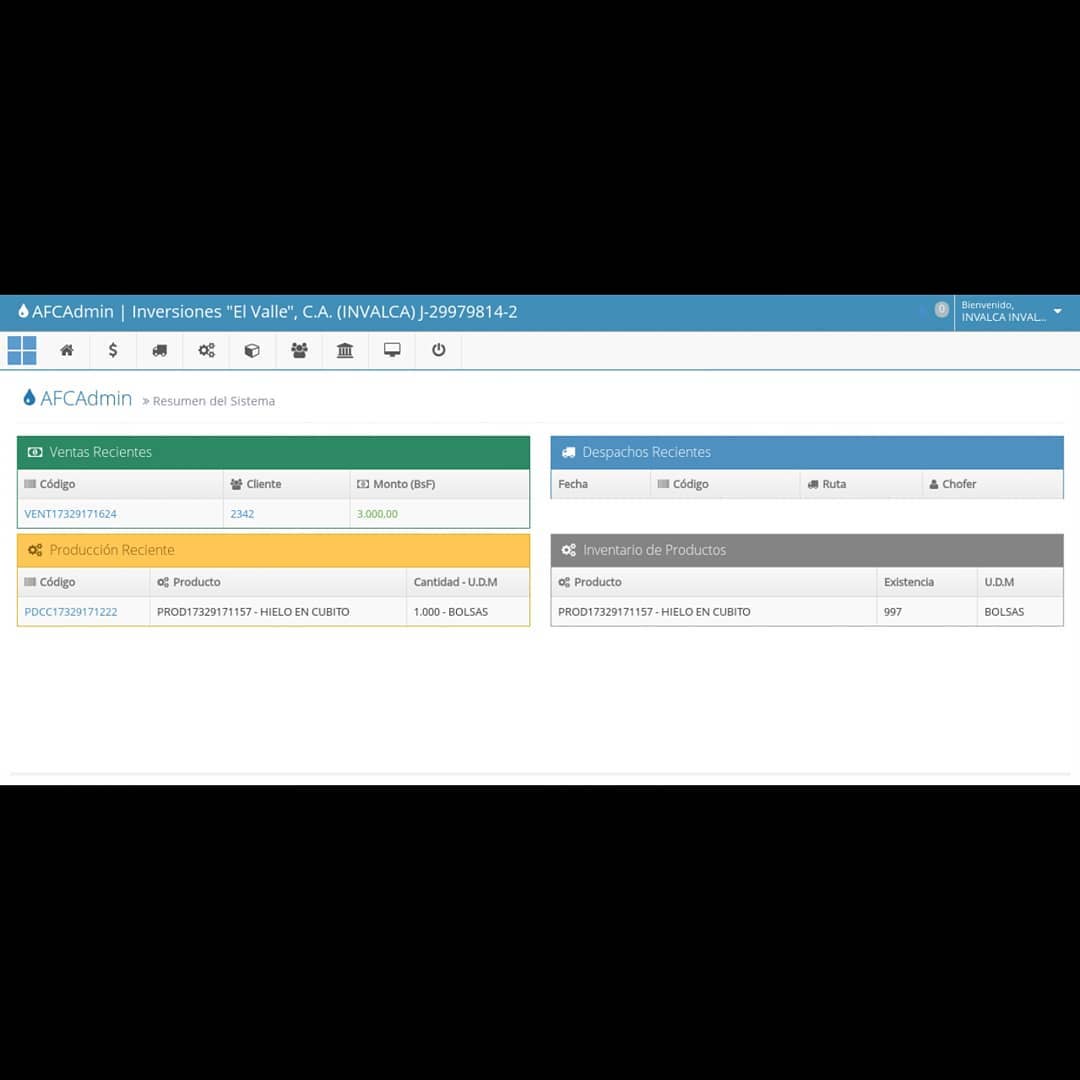 AFCAdmin | Inversiones "El Valle", C.A. (INVALCA) J-29979814-2
0
Bienvenido,
INVALCA INVAL...
AFCAdmin » Resumen del Sistema
Ventas Recientes
Código Cliente Monto (BsF)
VENT17329171624 2342 3.000,00
Despachos Recientes
Fecha Código Ruta Chofer
Producción Reciente
Código Producto Cantidad - U.D.M
PDCC17329171222 PROD17329171157 - HIELO EN CUBITO 1.000 - BOLSAS
Inventario de Productos
Producto Existencia U.D.M
PROD17329171157 - HIELO EN CUBITO 997 BOLSAS